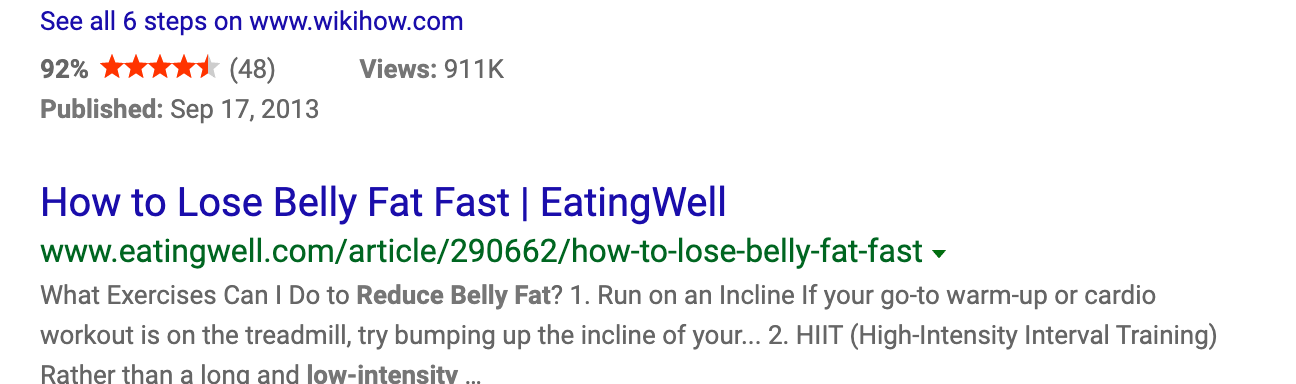 See all 6 steps on www.wikihow.com
92% (48) Views: 911K
Published: Sep 17, 2013
How to Lose Belly Fat Fast | EatingWell
www.eatingwell.com/article/290662/how-to-lose-belly-fat-fast
What Exercises Can I Do to Reduce Belly Fat? 1. Run on an Incline If your go-to warm-up or cardio
workout is on the treadmill, try bumping up the incline of your... 2. HIIT (High-Intensity Interval Training)
Rather than a long and low-intensity ...